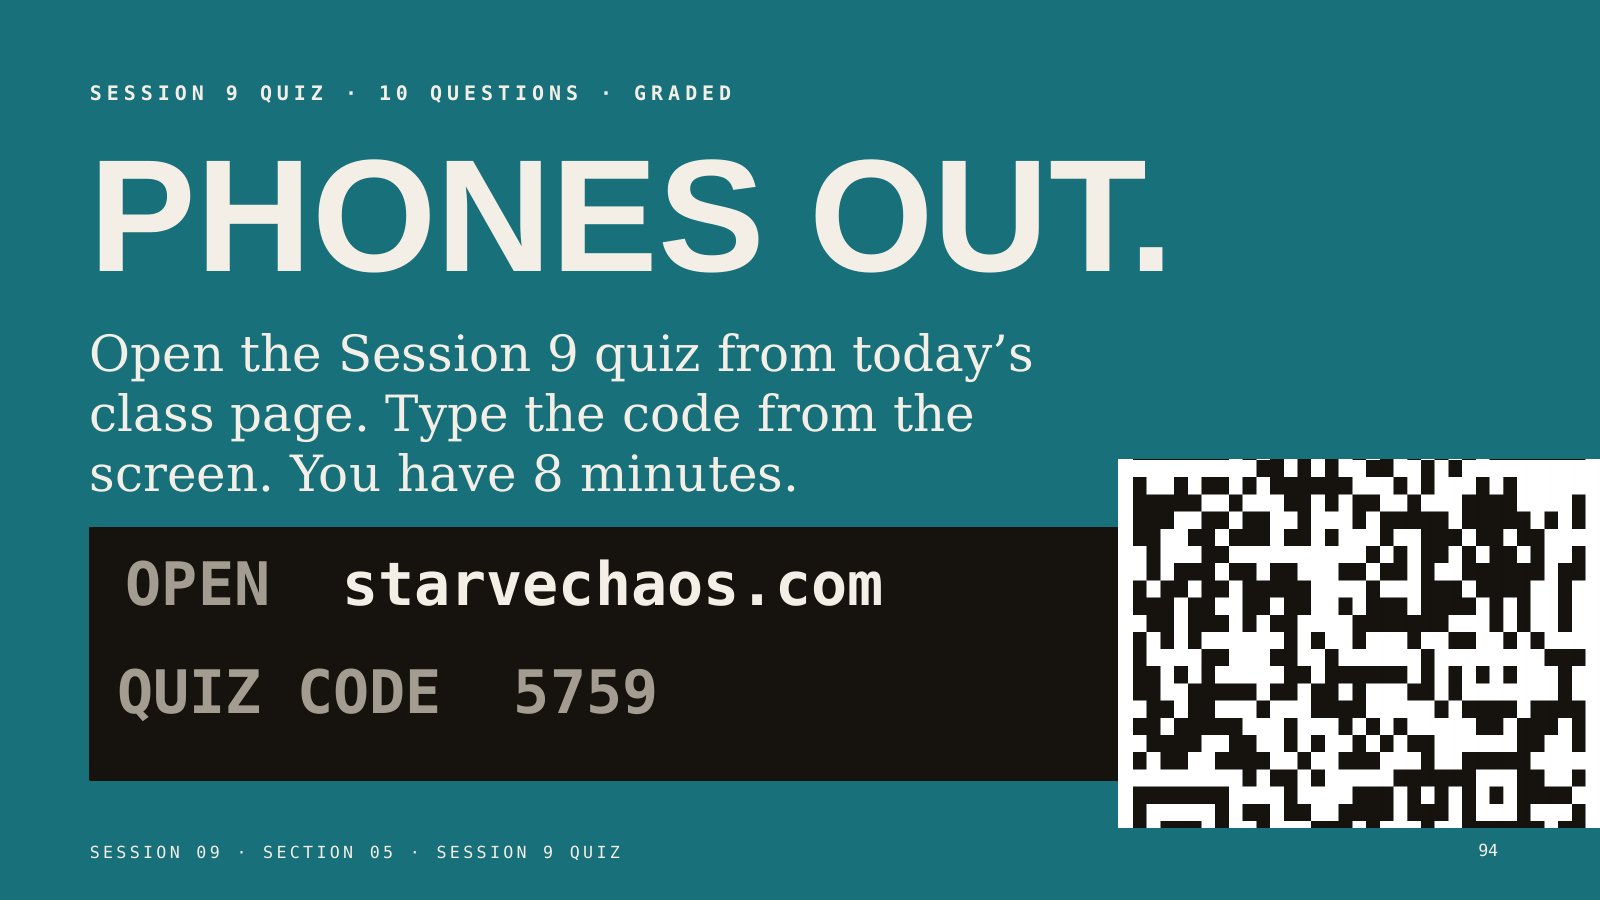 SESSION 9 QUIZ · 10 QUESTIONS · GRADED
PHONES OUT.
Open the Session 9 quiz from today’s
class page. Type the code from the
screen. You have 8 minutes.
OPEN starvechaos.com
QUIZ CODE 5759
SESSION 09 · SECTION 05 · SESSION 9 QUIZ
94